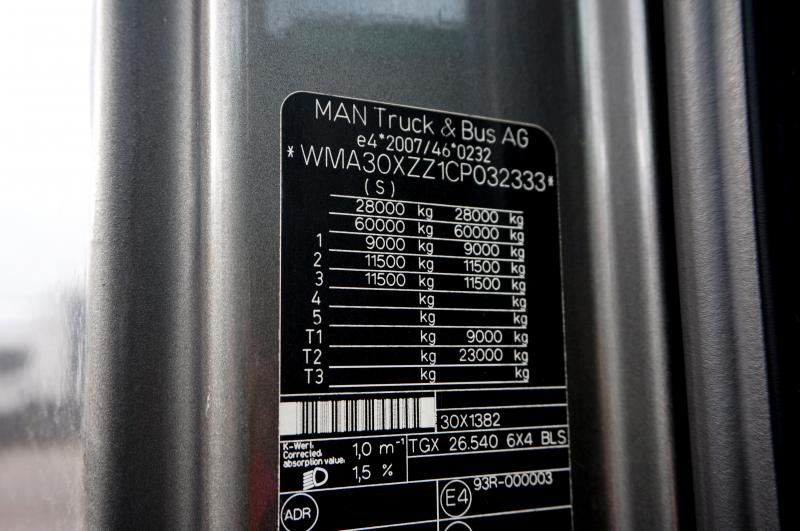 MAN Truck & Bus AG
e4*2007/46*0232
*WMA30XZZ1CP032333*
(S)
28000 kg 28000 kg
60000 kg 60000 kg
1 9000 kg 9000 kg
2 11500 kg 11500 kg
3 11500 kg 11500 kg
4 kg kg
5 kg kg
T1 kg 9000 kg
T2 kg 23000 kg
T3 kg kg
30X1382
K-Wert:
Corrected
absorption value:
1,0 m⁻¹
TGX 26.540 6X4 BLS
1,5 %
93R-000003
E4
ADR